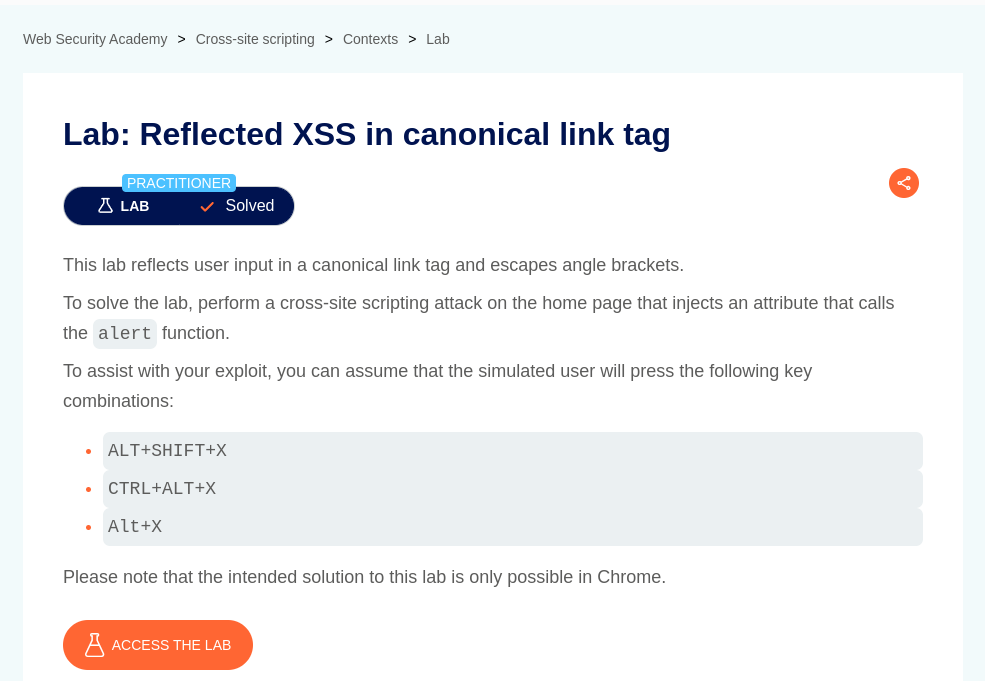 Web Security Academy > Cross-site scripting > Contexts > Lab
Lab: Reflected XSS in canonical link tag
PRACTITIONER
LAB Solved
This lab reflects user input in a canonical link tag and escapes angle brackets.
To solve the lab, perform a cross-site scripting attack on the home page that injects an attribute that calls
the alert function.
To assist with your exploit, you can assume that the simulated user will press the following key
combinations:
ALT+SHIFT+X
CTRL+ALT+X
Alt+X
Please note that the intended solution to this lab is only possible in Chrome.
ACCESS THE LAB